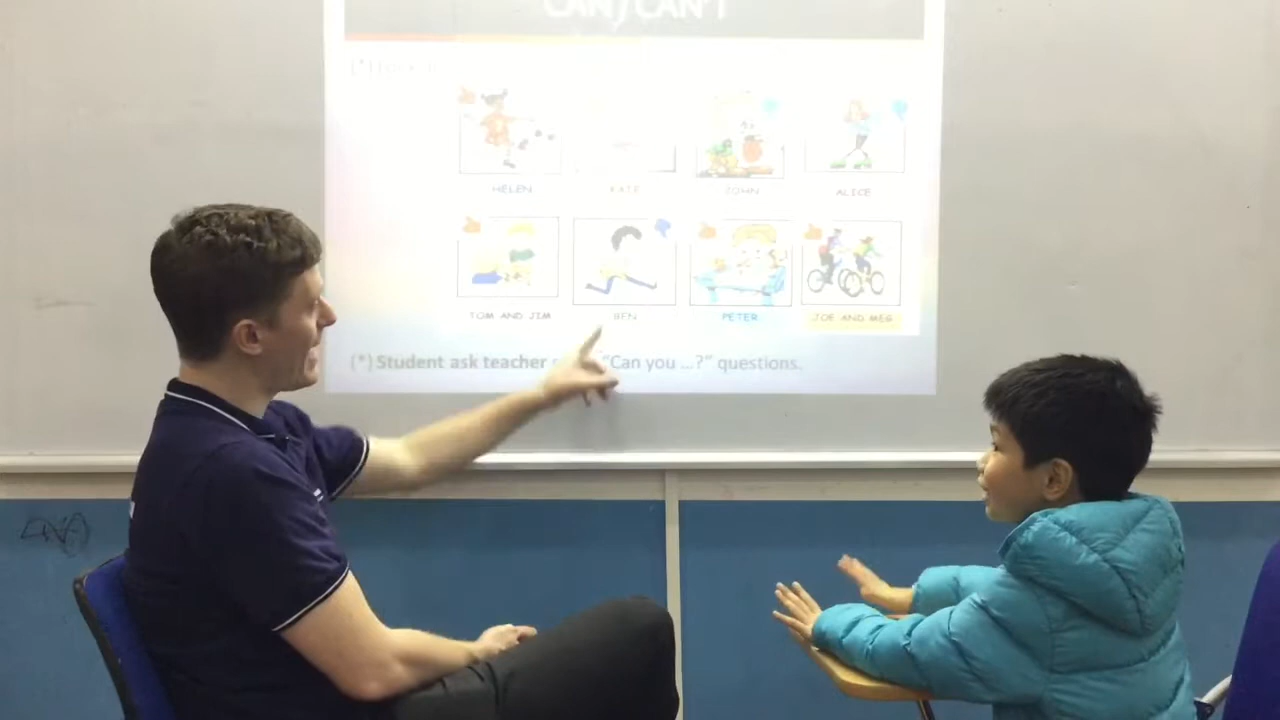 CAN / CAN'T
HELEN KATE JOHN ALICE
TOM AND JIM BEN PETER JOE AND MEG
(*) Student ask teacher "Can you ...?" questions.